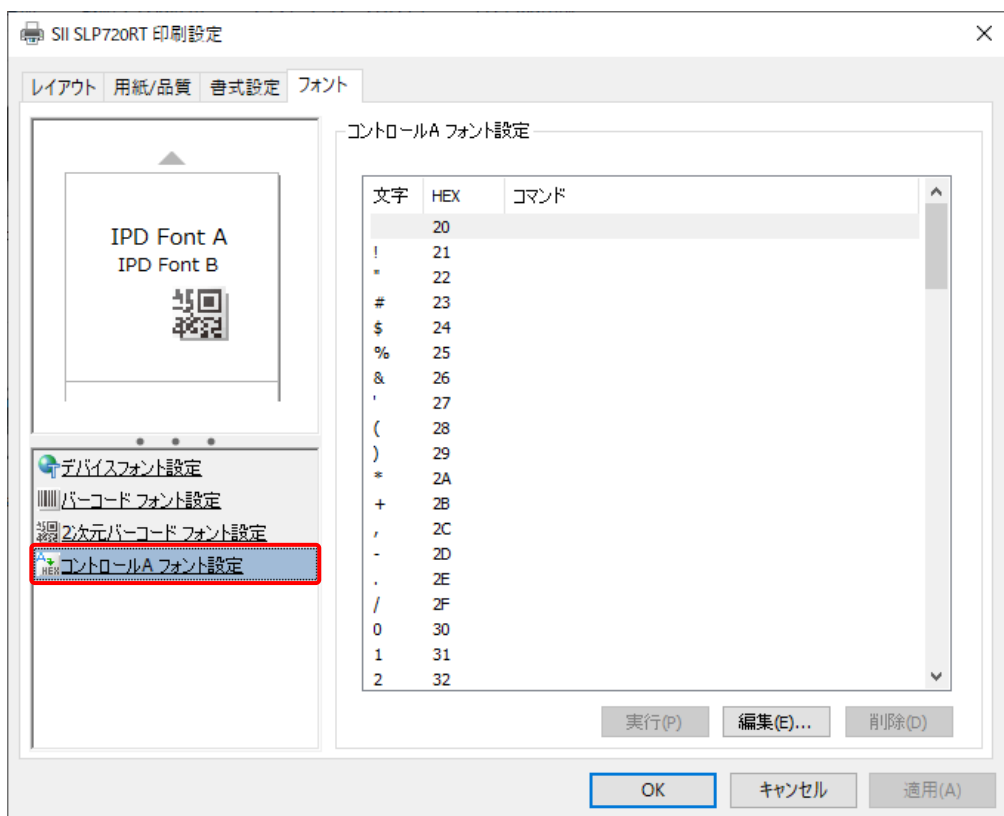 SII SLP720RT 印刷設定
レイアウト 用紙/品質 書式設定 フォント
IPD Font A
IPD Font B
デバイスフォント設定
バーコード フォント設定
2次元バーコード フォント設定
HEX コントロールA フォント設定
コントロールA フォント設定
文字 HEX コマンド
20
! 21
" 22
# 23
$ 24
% 25
& 26
' 27
( 28
) 29
* 2A
+ 2B
, 2C
- 2D
. 2E
/ 2F
0 30
1 31
2 32
実行(P) 編集(E)... 削除(D)
OK キャンセル 適用(A)